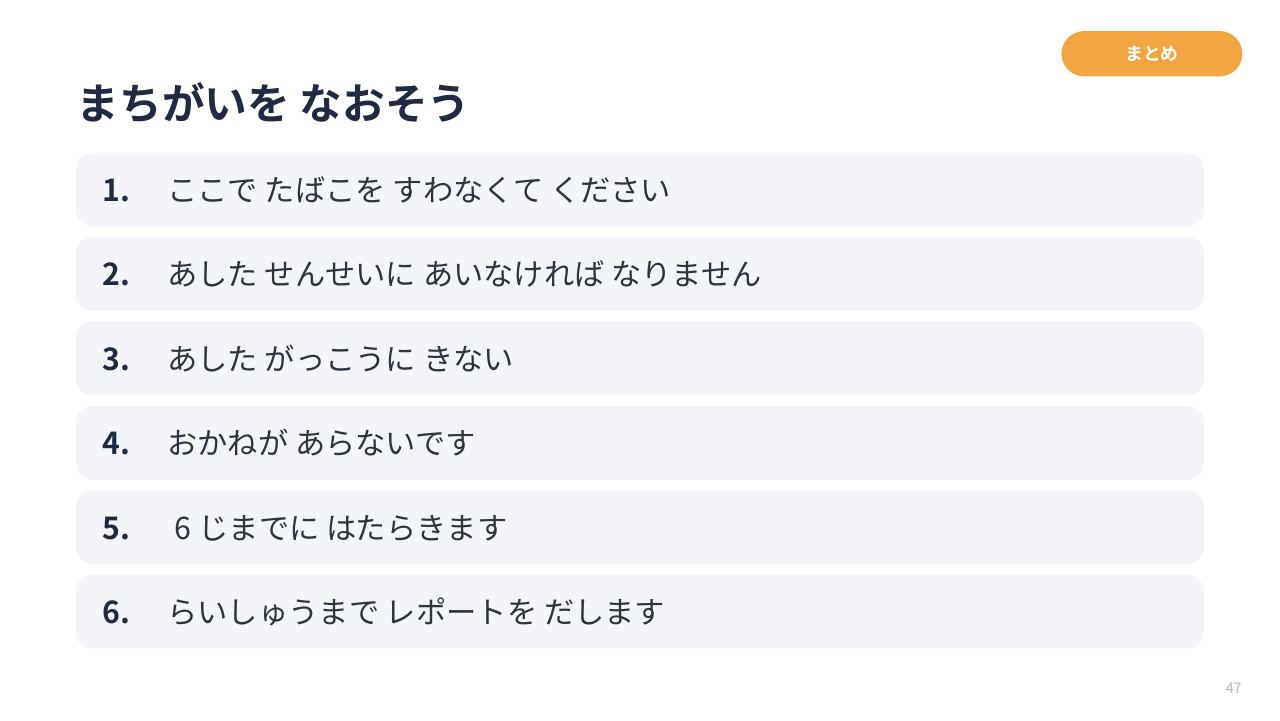 まとめ
まちがいを なおそう
1. ここで たばこを すわなくて ください
2. あした せんせいに あいなければ なりません
3. あした がっこうに きない
4. おかねが あらないです
5. 6 じまでに はたらきます
6. らいしゅうまで レポートを だします
47